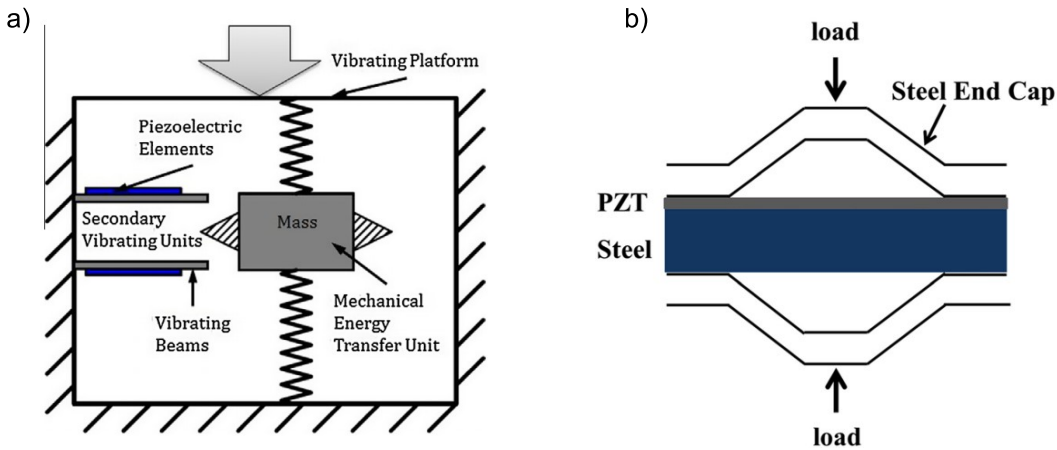 a)
Vibrating Platform
Piezoelectric
Elements
Secondary
Vibrating Units
Mass
Vibrating
Beams
Mechanical
Energy
Transfer Unit
b)
load
Steel End Cap
PZT
Steel
load